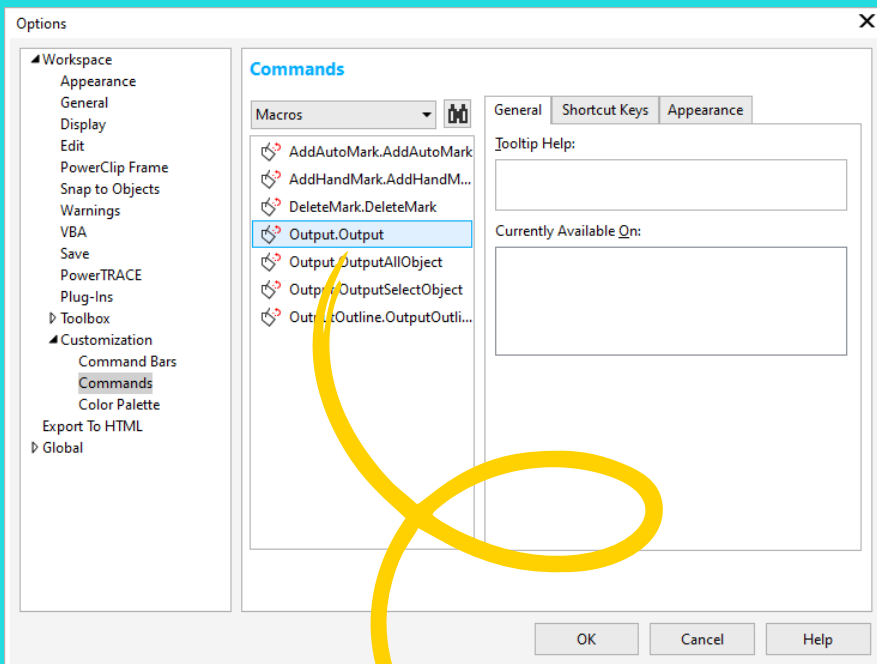 Options
Workspace
Appearance
General
Display
Edit
PowerClip Frame
Snap to Objects
Warnings
VBA
Save
PowerTRACE
Plug-Ins
Toolbox
Customization
Command Bars
Commands
Color Palette
Export To HTML
Global
Commands
Macros
AddAutoMark.AddAutoMark
AddHandMark.AddHandM...
DeleteMark.DeleteMark
Output.Output
Output.OutputAllObject
Output.OutputSelectObject
OutputOutline.OutputOutli...
General Shortcut Keys Appearance
Tooltip Help:
Currently Available On:
OK Cancel Help